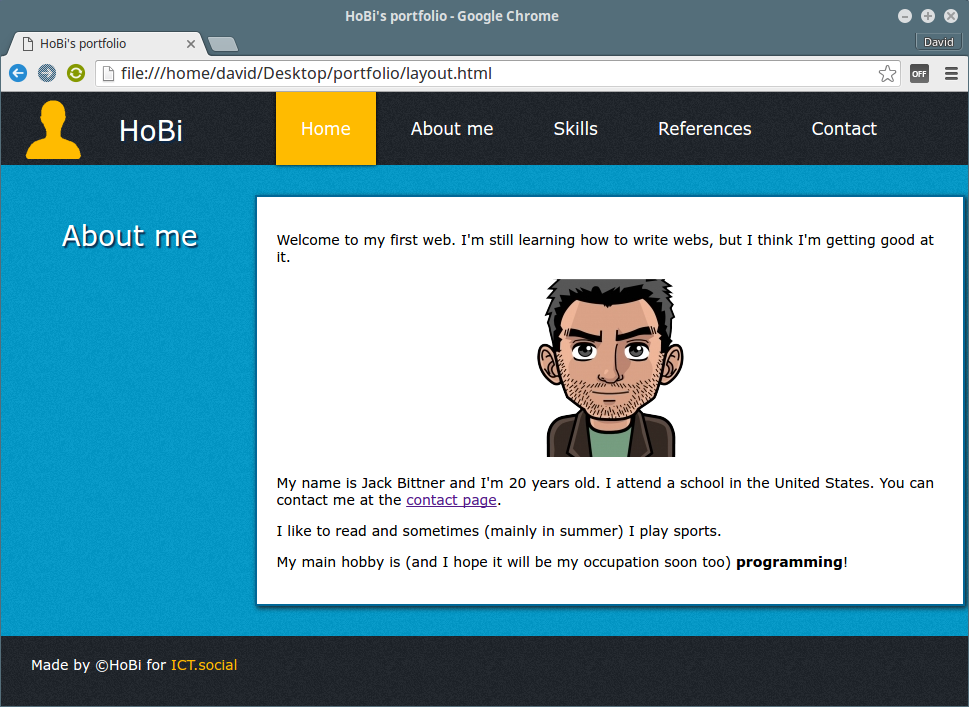 HoBi's portfolio - Google Chrome
HoBi's portfolio
David
file:///home/david/Desktop/portfolio/layout.html
OFF
HoBi
Home About me Skills References Contact
About me
Welcome to my first web. I'm still learning how to write webs, but I think I'm getting good at
it.
My name is Jack Bittner and I'm 20 years old. I attend a school in the United States. You can
contact me at the contact page.
I like to read and sometimes (mainly in summer) I play sports.
My main hobby is (and I hope it will be my occupation soon too) programming!
Made by ©HoBi for ICT.social